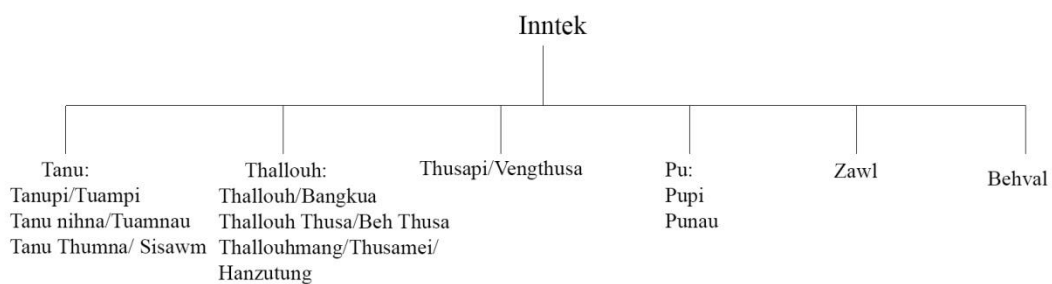 Inntek
Tanu:
Tanupi/Tuampi
Tanu nihna/Tuamnau
Tanu Thumna/ Sisawm
Thallouh:
Thallouh/Bangkua
Thallouh Thusa/Beh Thusa
Thallouhmang/Thusamei/
Hanzutung
Thusapi/Vengthusa
Pu:
Pupi
Punau
Zawl
Behval